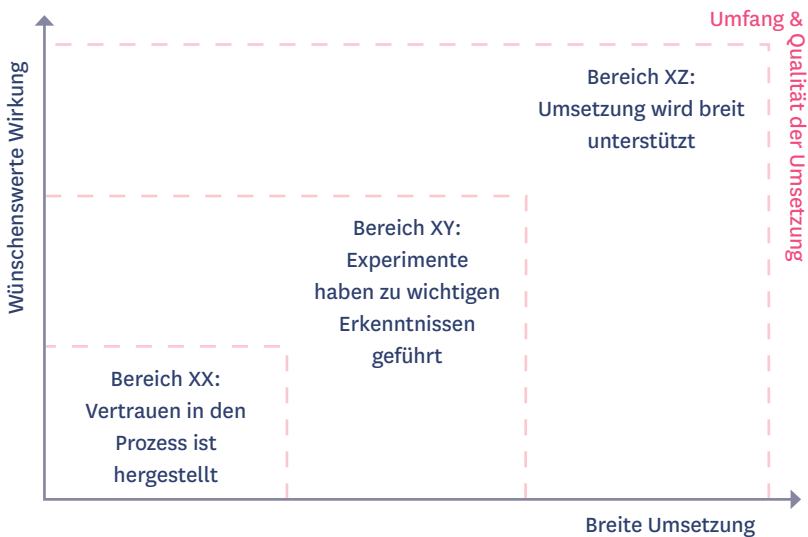 Umfang &
Qualität der Umsetzung
Wünschenswerte Wirkung
Bereich XZ:
Umsetzung wird breit
unterstützt
Bereich XY:
Experimente
haben zu wichtigen
Erkenntnissen
geführt
Bereich XX:
Vertrauen in den
Prozess ist
hergestellt
Breite Umsetzung